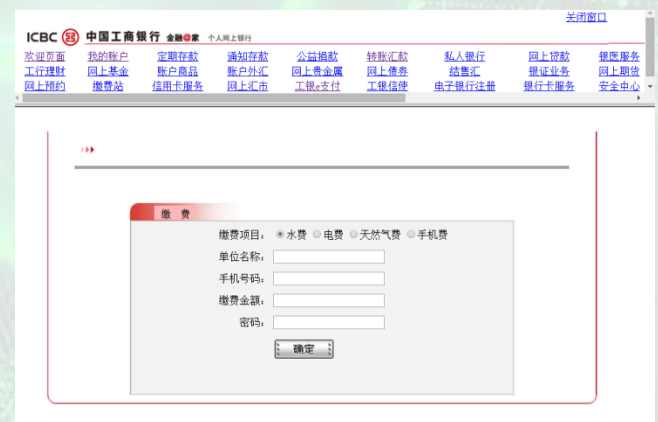 关闭窗口
ICBC 中国工商银行 金融@家 个人网上银行
欢迎页面 我的账户 定期存款 通知存款 公益捐款 转账汇款 私人银行 网上贷款 银医服务
工行理财 网上基金 账户商品 账户外汇 网上贵金属 网上债券 结售汇 银证业务 网上期货
网上预约 缴费站 信用卡服务 网上汇市 工银e支付 工银信使 电子银行注册 银行卡服务 安全中心
缴 费
缴费项目: 水费 电费 天然气费 手机费
单位名称:
手机号码:
缴费金额:
密码:
确定